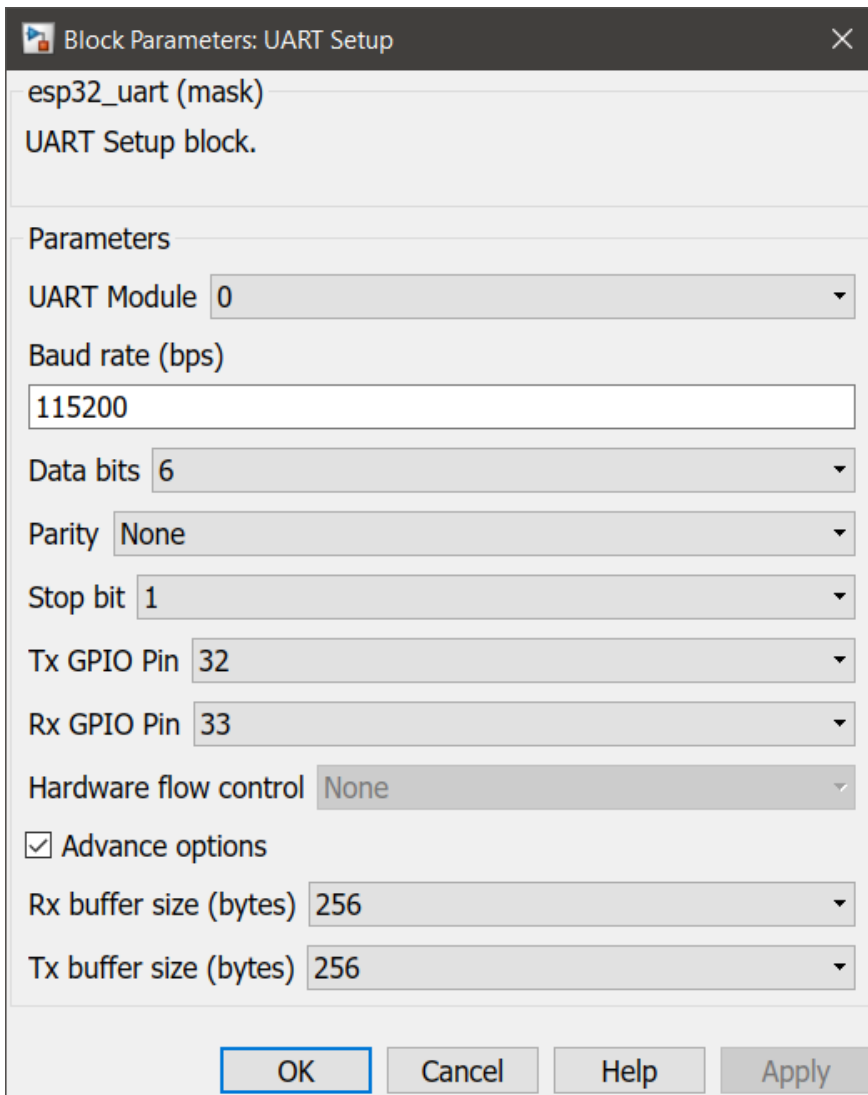 Block Parameters: UART Setup
esp32_uart (mask)
UART Setup block.
Parameters
UART Module 0
Baud rate (bps)
115200
Data bits 6
Parity None
Stop bit 1
Tx GPIO Pin 32
Rx GPIO Pin 33
Hardware flow control None
Advance options
Rx buffer size (bytes) 256
Tx buffer size (bytes) 256
OK Cancel Help Apply